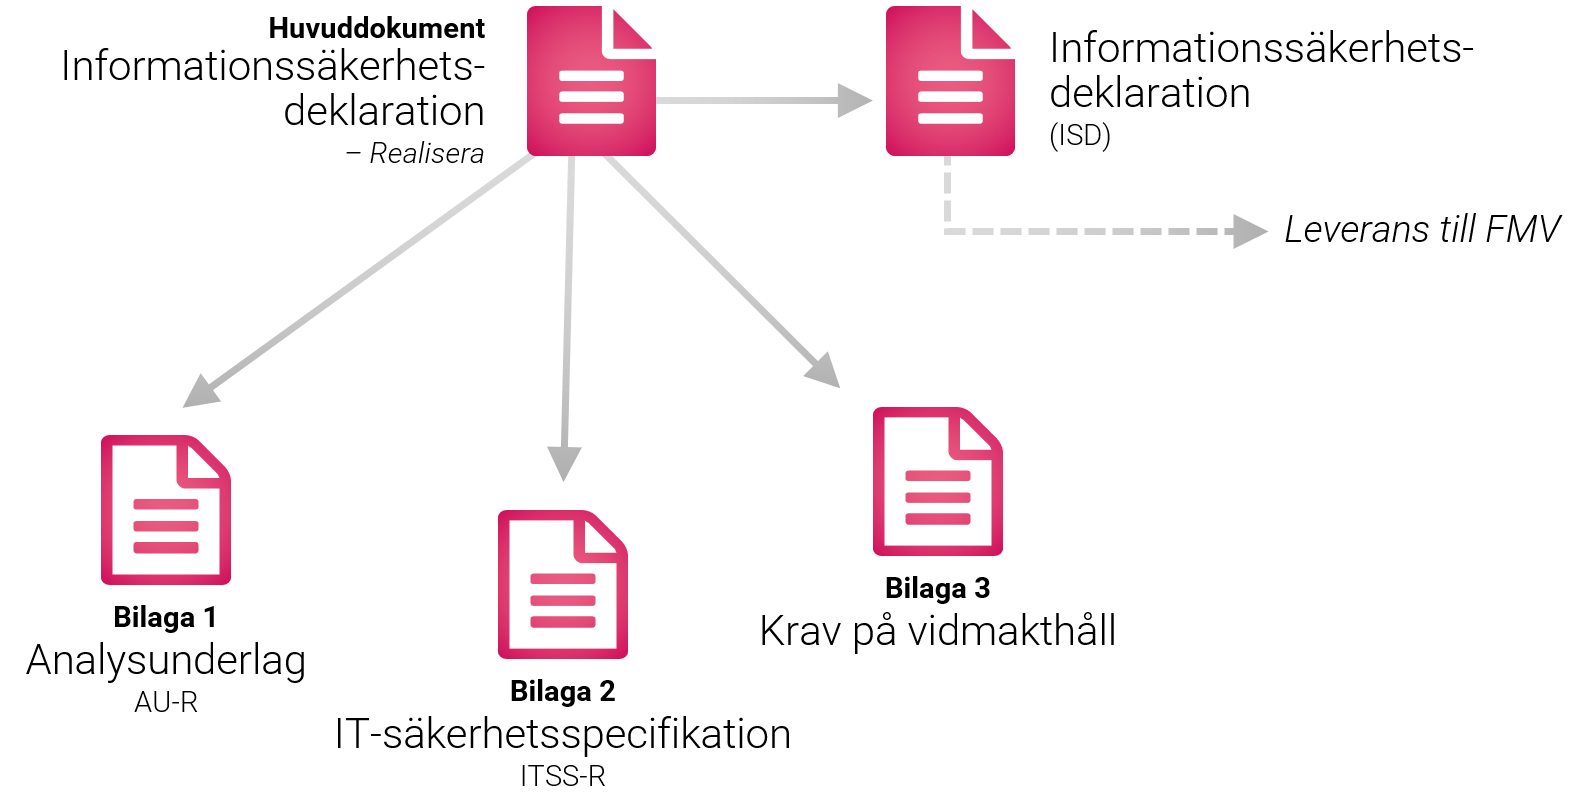 Huvuddokument
Informationssäkerhets-
deklaration
– Realisera
Informationssäkerhets-
deklaration
(ISD)
Leverans till FMV
Bilaga 1
Analysunderlag
AU-R
Bilaga 2
IT-säkerhetsspecifikation
ITSS-R
Bilaga 3
Krav på vidmakthåll